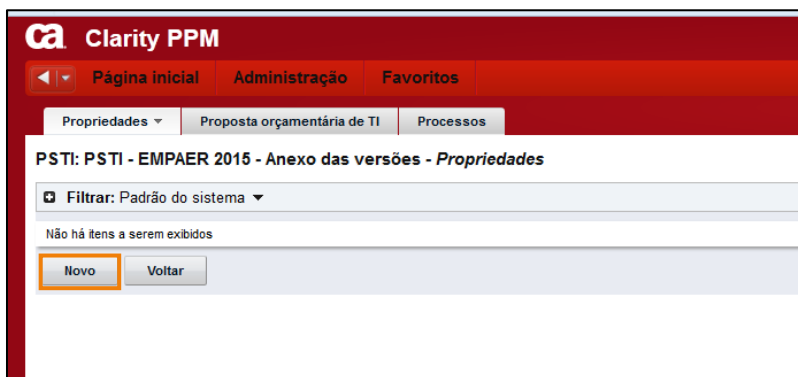 ca Clarity PPM
Página inicial Administração Favoritos
Propriedades Proposta orçamentária de TI Processos
PSTI: PSTI - EMPAER 2015 - Anexo das versões - Propriedades
Filtrar: Padrão do sistema
Não há itens a serem exibidos
Novo Voltar